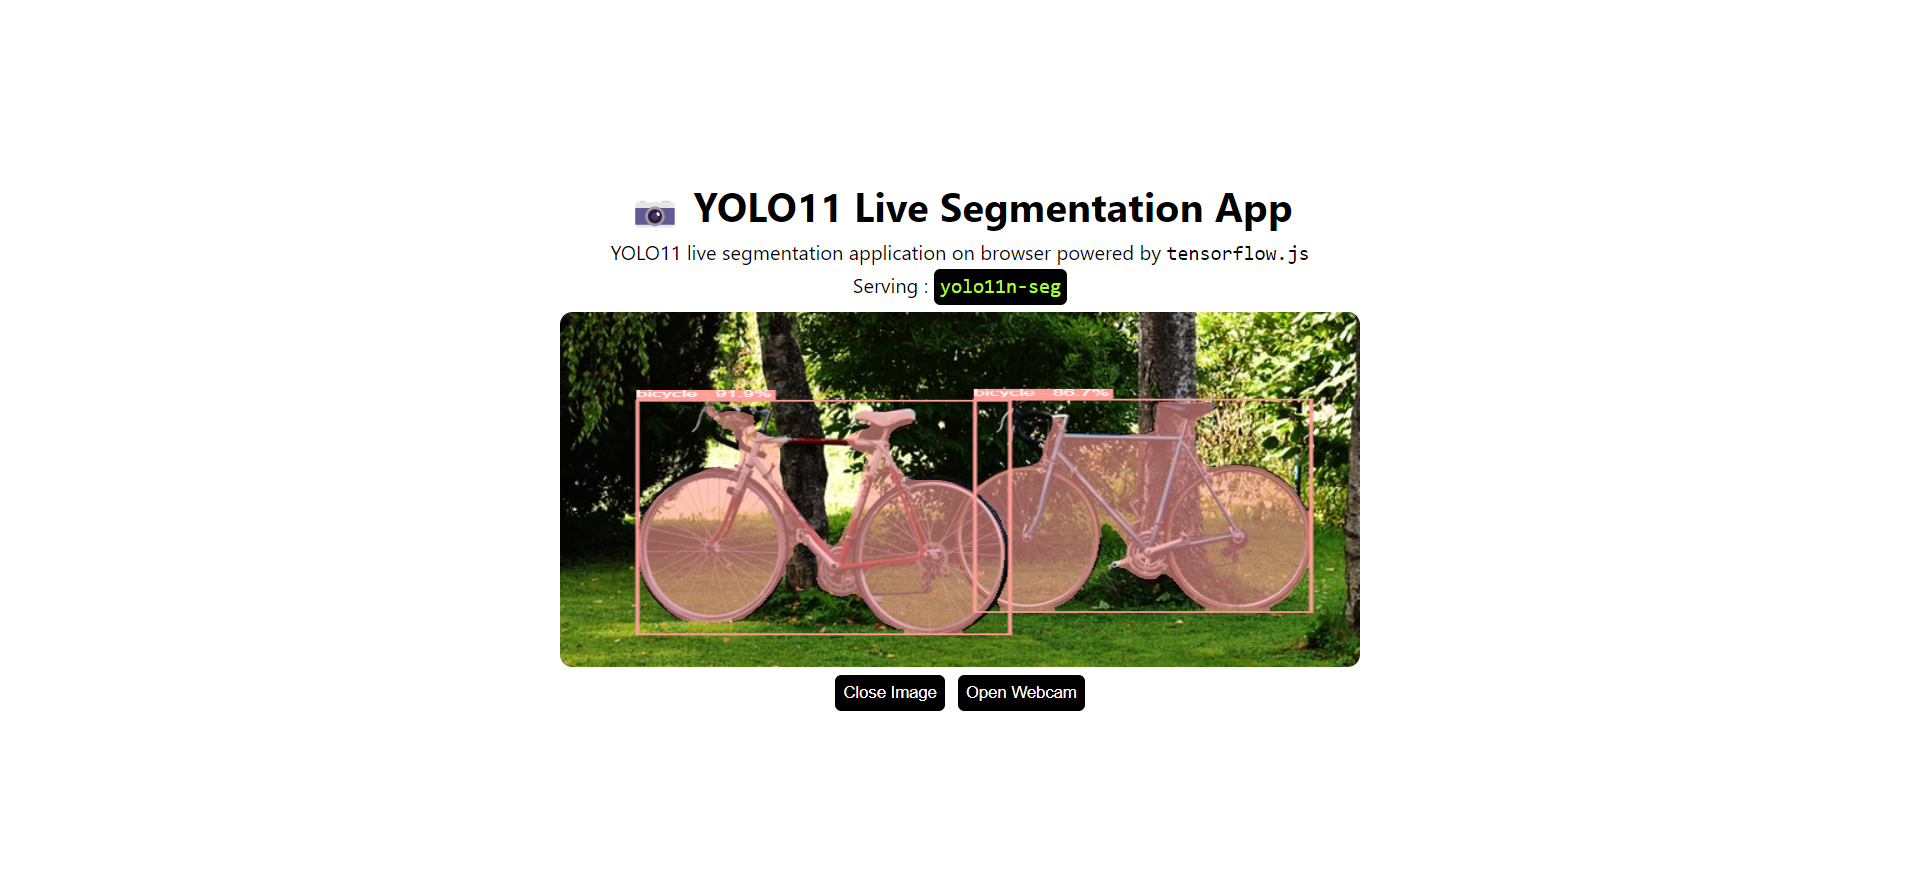 YOLO11 Live Segmentation App
YOLO11 live segmentation application on browser powered by tensorflow.js
Serving : yolo11n-seg
bicycle - 91.9%
bicycle - 86.7%
Close Image
Open Webcam